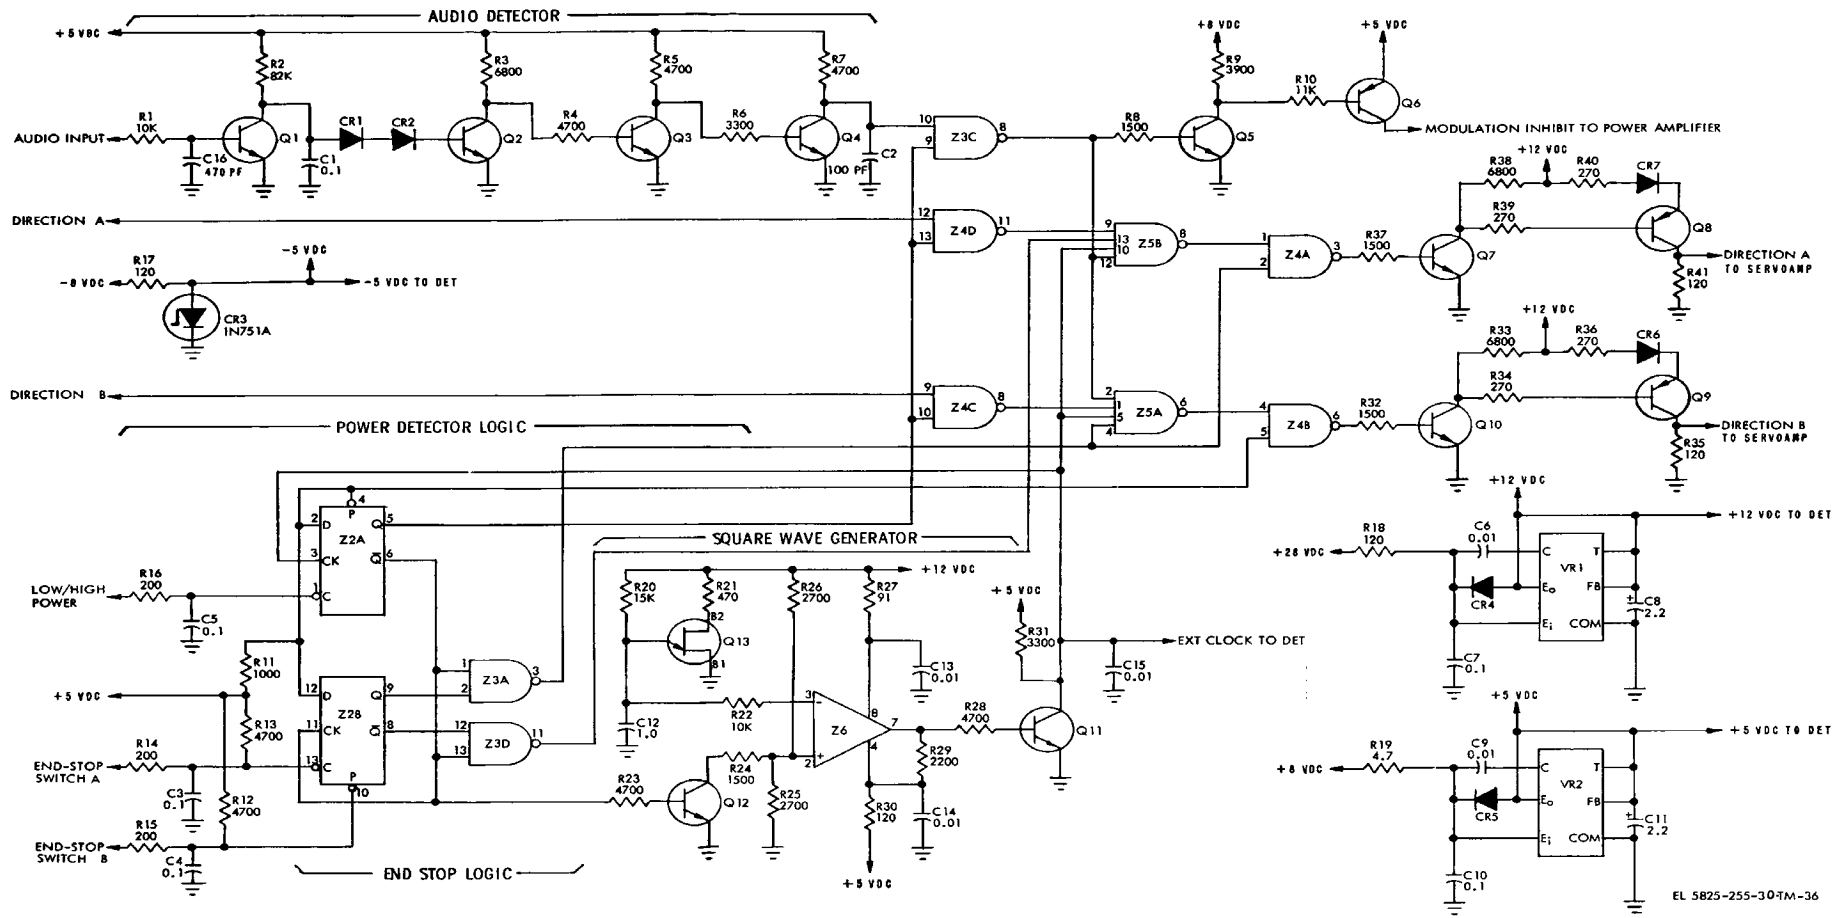 AUDIO DETECTOR
+5 VDC
R2
82K
R3
6800
R5
4700
R7
4700
+8 VDC
R9
3900
+5 VDC
R10
11K
Q6
MODULATION INHIBIT TO POWER AMPLIFIER
AUDIO INPUT
R1
10K
C16
470 PF
Q1
C1
0.1
CR1
CR2
Q2
R4
4700
Q3
R6
3300
Q4
C2
100 PF
10
9
Z3C
8
R8
1500
Q5
DIRECTION A
12
13
Z4D
11
9
13
10
12
Z5B
8
1
2
Z4A
3
R37
1500
Q7
R38
6800
+12 VDC
R40
270
CR7
R39
270
Q8
DIRECTION A
TO SERVOAMP
R41
120
-8 VDC
R17
120
-5 VDC
-5 VDC TO DET
CR3
1N751A
DIRECTION B
9
10
Z4C
8
2
1
5
4
Z5A
6
4
5
Z4B
6
R32
1500
Q10
R33
6800
+12 VDC
R36
270
CR6
R34
270
Q9
DIRECTION B
TO SERVOAMP
R35
120
POWER DETECTOR LOGIC
4
P
2
D
Q
5
Z2A
3
CK
Q
6
1
C
LOW/HIGH
POWER
R16
200
C5
0.1
SQUARE WAVE GENERATOR
+12 VDC
R20
15K
R21
470
B2
Q13
B1
R26
2700
R27
91
C13
0.01
+5 VDC
R31
3300
EXT CLOCK TO DET
C15
0.01
R11
1000
+5 VDC
R13
4700
12
D
Q
9
Z2B
11
CK
Q
8
13
C
P
10
1
2
Z3A
3
12
13
Z3D
11
END-STOP
SWITCH A
R14
200
C3
0.1
R12
4700
END-STOP
SWITCH B
R15
200
C4
0.1
END STOP LOGIC
C12
1.0
R22
10K
3
-
Z6
+
2
8
4
7
R24
1500
R23
4700
Q12
R25
2700
R28
4700
Q11
R29
2200
R30
120
C14
0.01
+5 VDC
+12 VDC
+12 VDC TO DET
+28 VDC
R18
120
C6
0.01
CR4
C7
0.1
C
T
VR1
Eo
FB
Ei
COM
C8
2.2
+
+5 VDC
+5 VDC TO DET
+8 VDC
R19
4.7
C9
0.01
CR5
C10
0.1
C
T
VR2
Eo
FB
Ei
COM
C11
2.2
+
EL 5825-255-30-TM-36